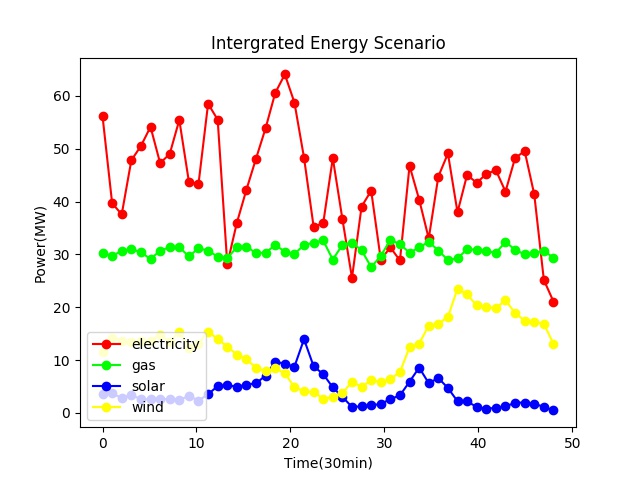 Intergrated Energy Scenario
Power(MW)
60
50
40
30
20
10
0
electricity
gas
solar
wind
0 10 20 30 40 50
Time(30min)